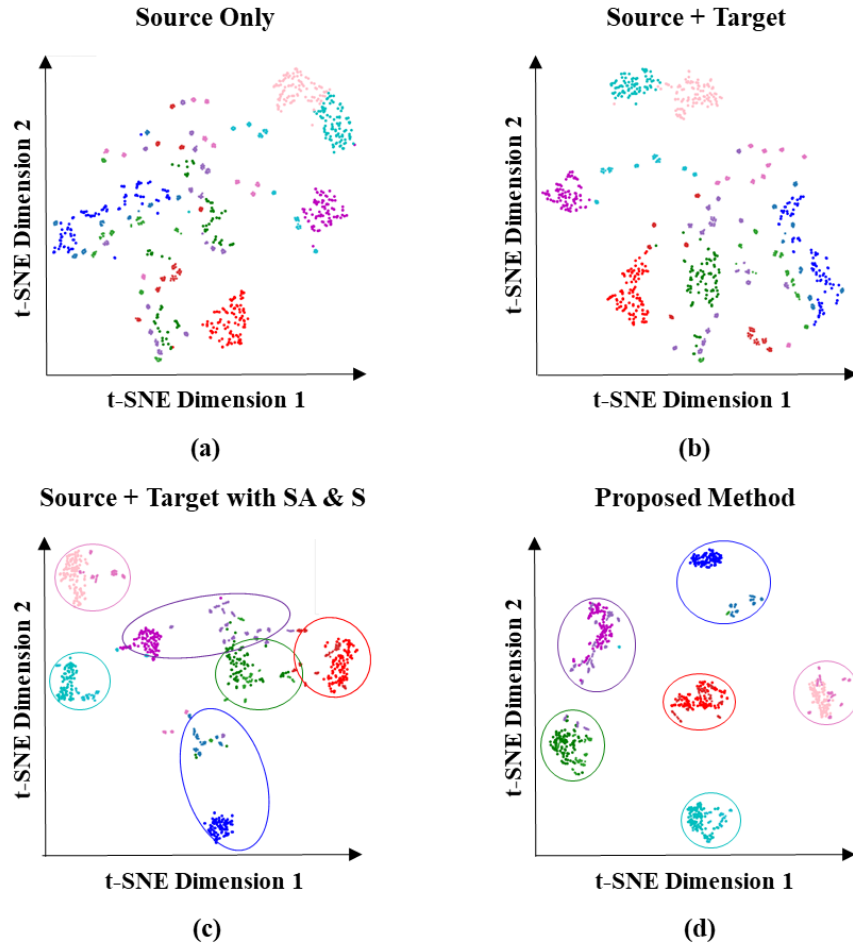 Source Only
t-SNE Dimension 2
t-SNE Dimension 1
(a)
Source + Target
t-SNE Dimension 2
t-SNE Dimension 1
(b)
Source + Target with SA & S
t-SNE Dimension 2
t-SNE Dimension 1
(c)
Proposed Method
t-SNE Dimension 2
t-SNE Dimension 1
(d)